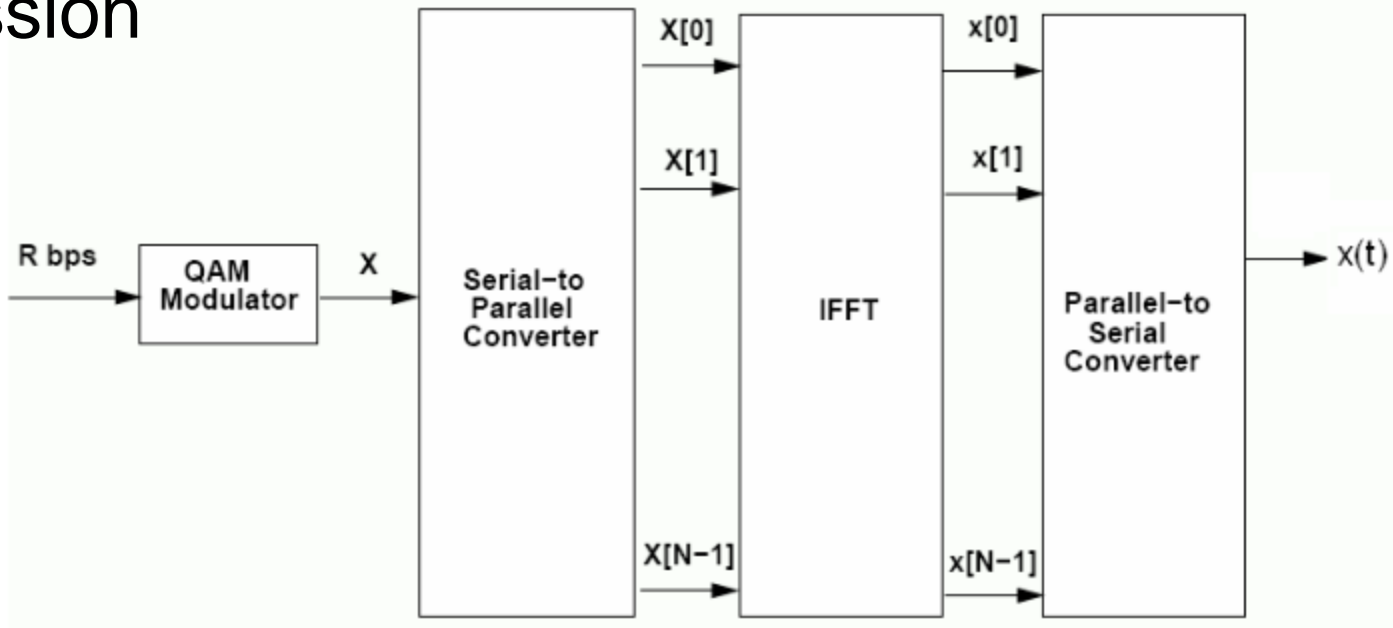 ssion
X[0]
x[0]
X[1]
x[1]
R bps
QAM
Modulator
X
Serial−to
Parallel
Converter
IFFT
Parallel−to
Serial
Converter
x(t)
X[N−1]
x[N−1]